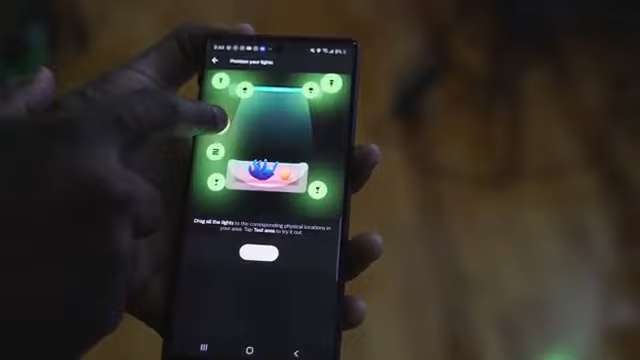 Position your lights
Drag all the lights to the corresponding physical locations in
your area. Tap Test area to try it out